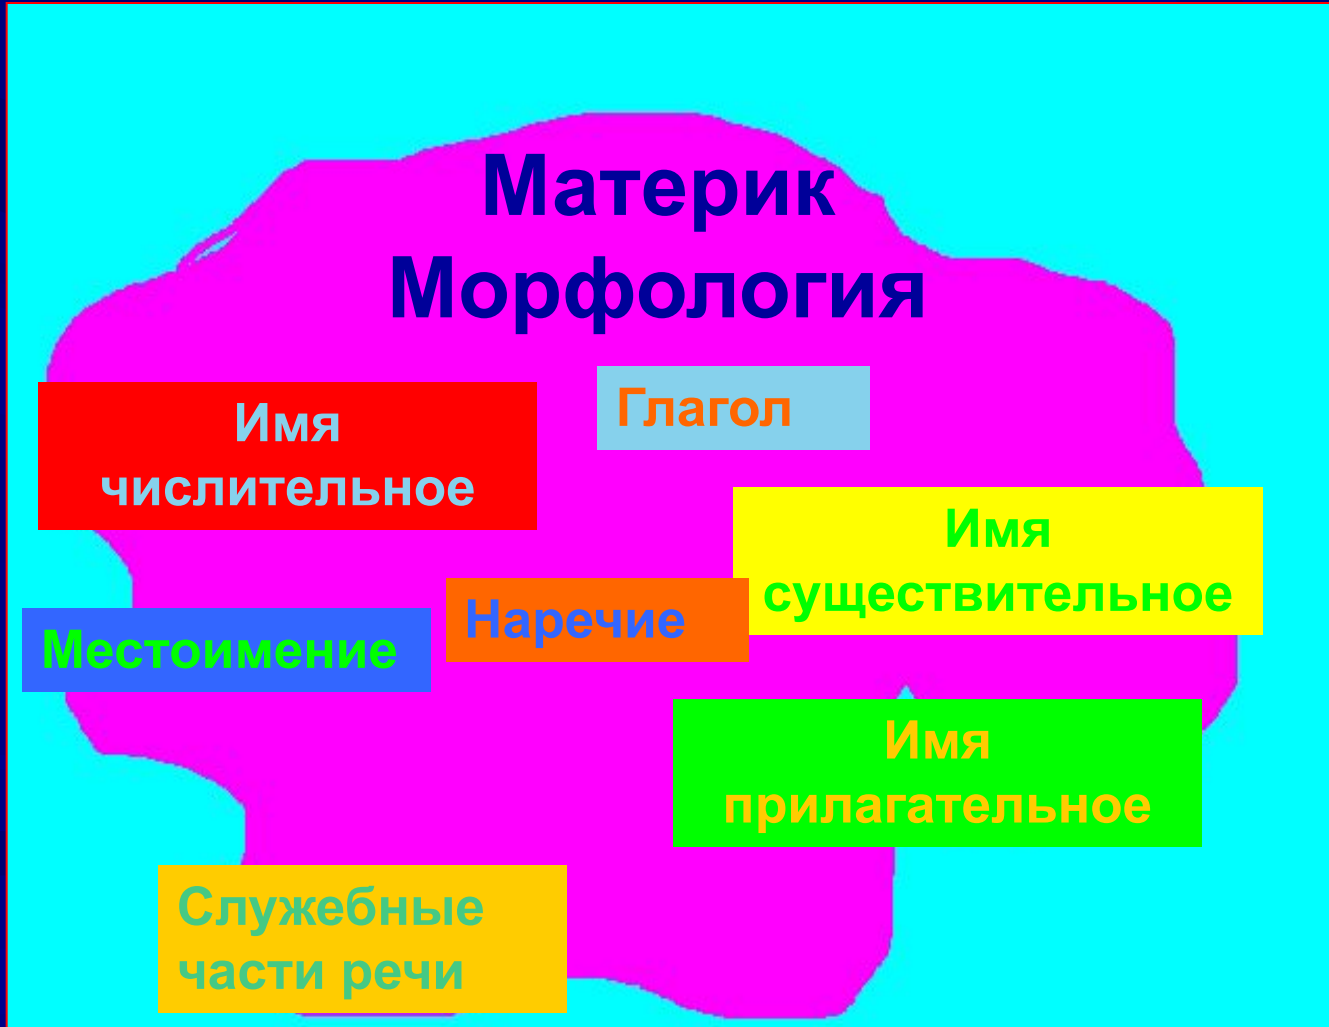 Материк
Морфология
Имя
числительное
Глагол
Имя
существительное
Наречие
Местоимение
Имя
прилагательное
Служебные
части речи